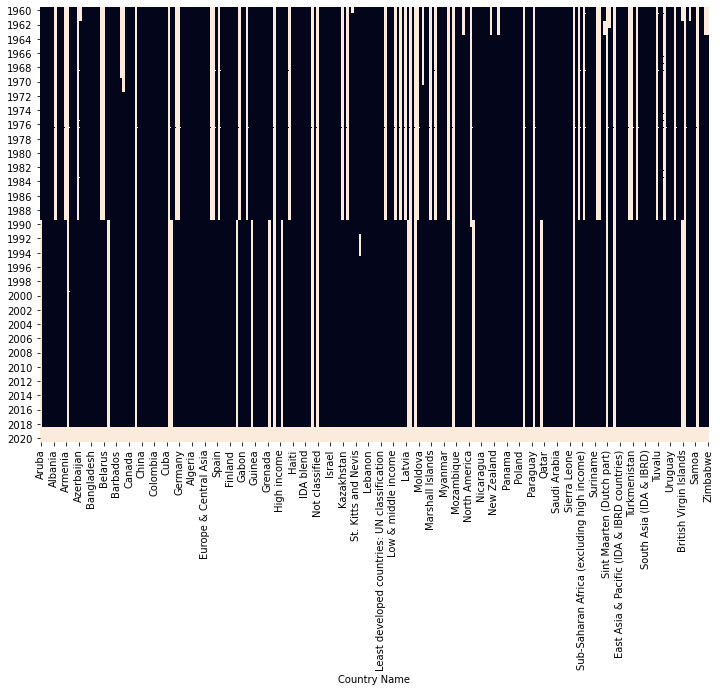 1960
1962
1964
1966
1968
1970
1972
1974
1976
1978
1980
1982
1984
1986
1988
1990
1992
1994
1996
1998
2000
2002
2004
2006
2008
2010
2012
2014
2016
2018
2020
Aruba
Albania
Armenia
Azerbaijan
Bangladesh
Belarus
Barbados
Canada
China
Colombia
Cuba
Germany
Algeria
Europe & Central Asia
Spain
Finland
Gabon
Guinea
Grenada
High income
Haiti
IDA blend
Not classified
Israel
Kazakhstan
St. Kitts and Nevis
Lebanon
Least developed countries: UN classification
Low & middle income
Latvia
Moldova
Marshall Islands
Myanmar
Mozambique
North America
Nicaragua
New Zealand
Panama
Poland
Paraguay
Qatar
Saudi Arabia
Sierra Leone
Sub-Saharan Africa (excluding high income)
Suriname
Sint Maarten (Dutch part)
East Asia & Pacific (IDA & IBRD countries)
Turkmenistan
South Asia (IDA & IBRD)
Tuvalu
Uruguay
British Virgin Islands
Samoa
Zimbabwe
Country Name